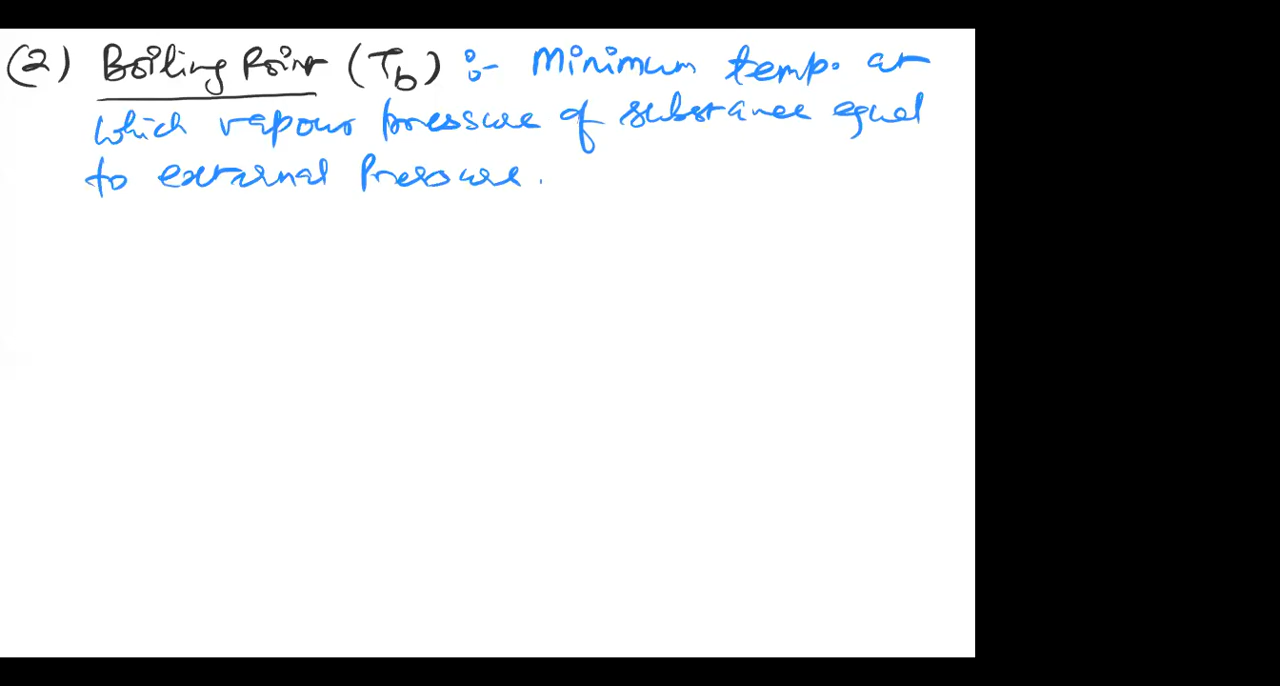 (2) Boiling Point (Tb) :- Minimum temp. at
which vapour pressure of substance equal
to external Pressure.